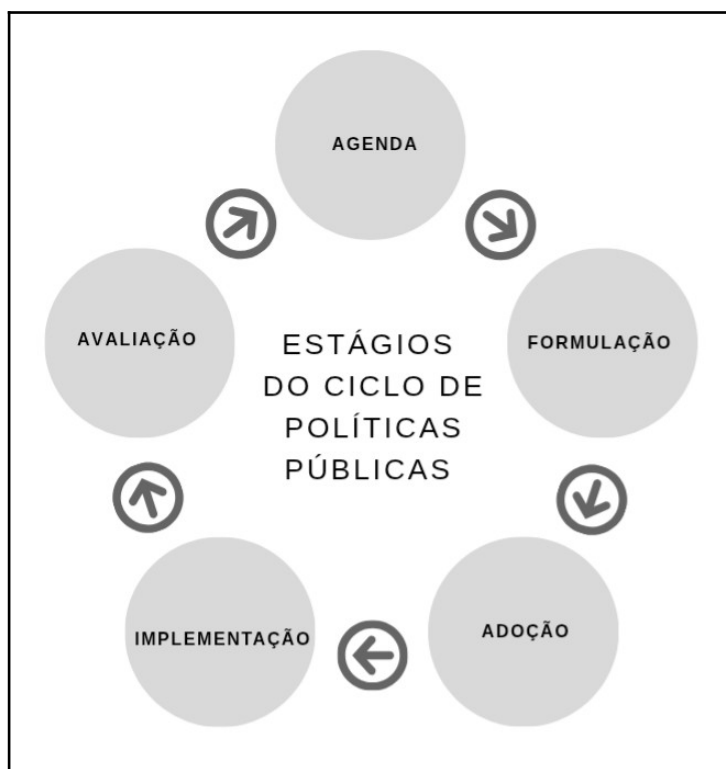 AGENDA
AVALIAÇÃO
FORMULAÇÃO
ESTÁGIOS
DO CICLO DE
POLÍTICAS
PÚBLICAS
IMPLEMENTAÇÃO
ADOÇÃO